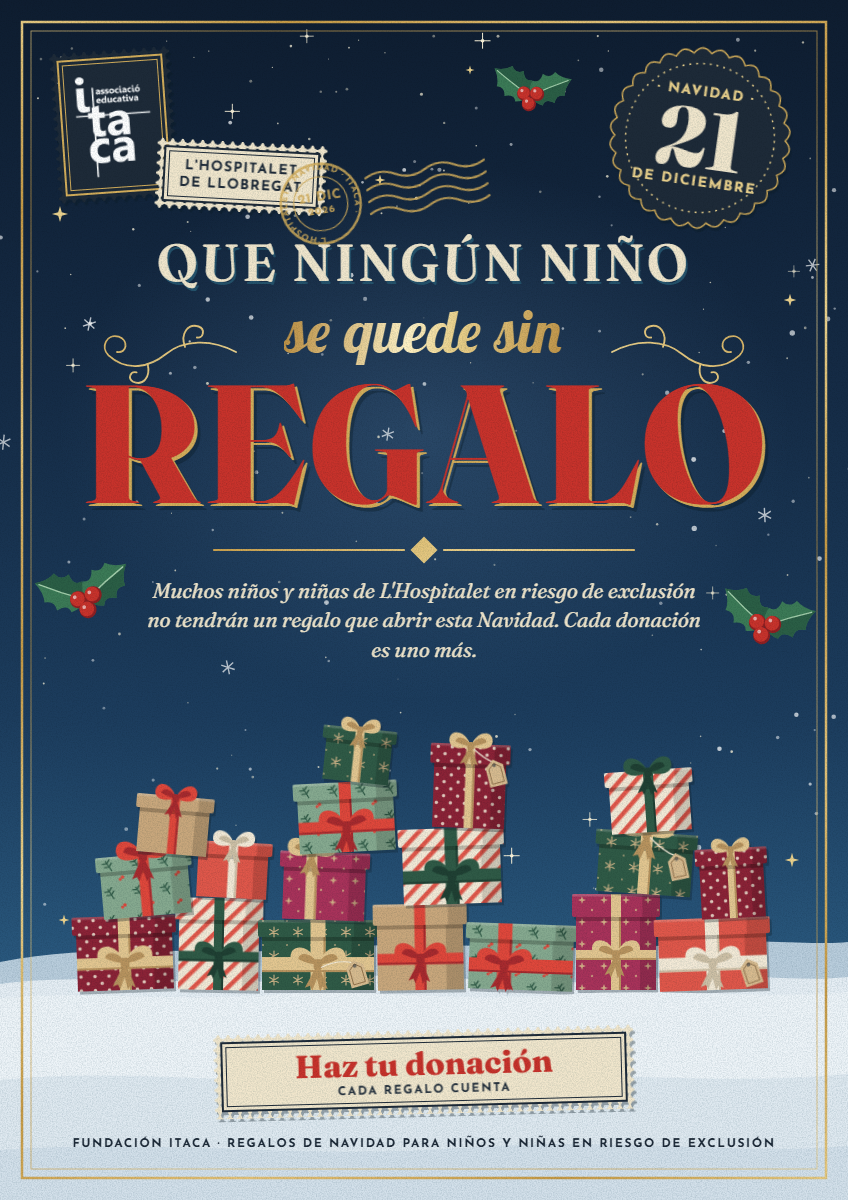 associació
educativa
itaca
L'HOSPITALET
DE LLOBREGAT
NAVIDAD
21
DE DICIEMBRE
QUE NINGÚN NIÑO
se quede sin
REGALO
Muchos niños y niñas de L'Hospitalet en riesgo de exclusión
no tendrán un regalo que abrir esta Navidad. Cada donación
es uno más.
Haz tu donación
CADA REGALO CUENTA
FUNDACIÓN ITACA · REGALOS DE NAVIDAD PARA NIÑOS Y NIÑAS EN RIESGO DE EXCLUSIÓN